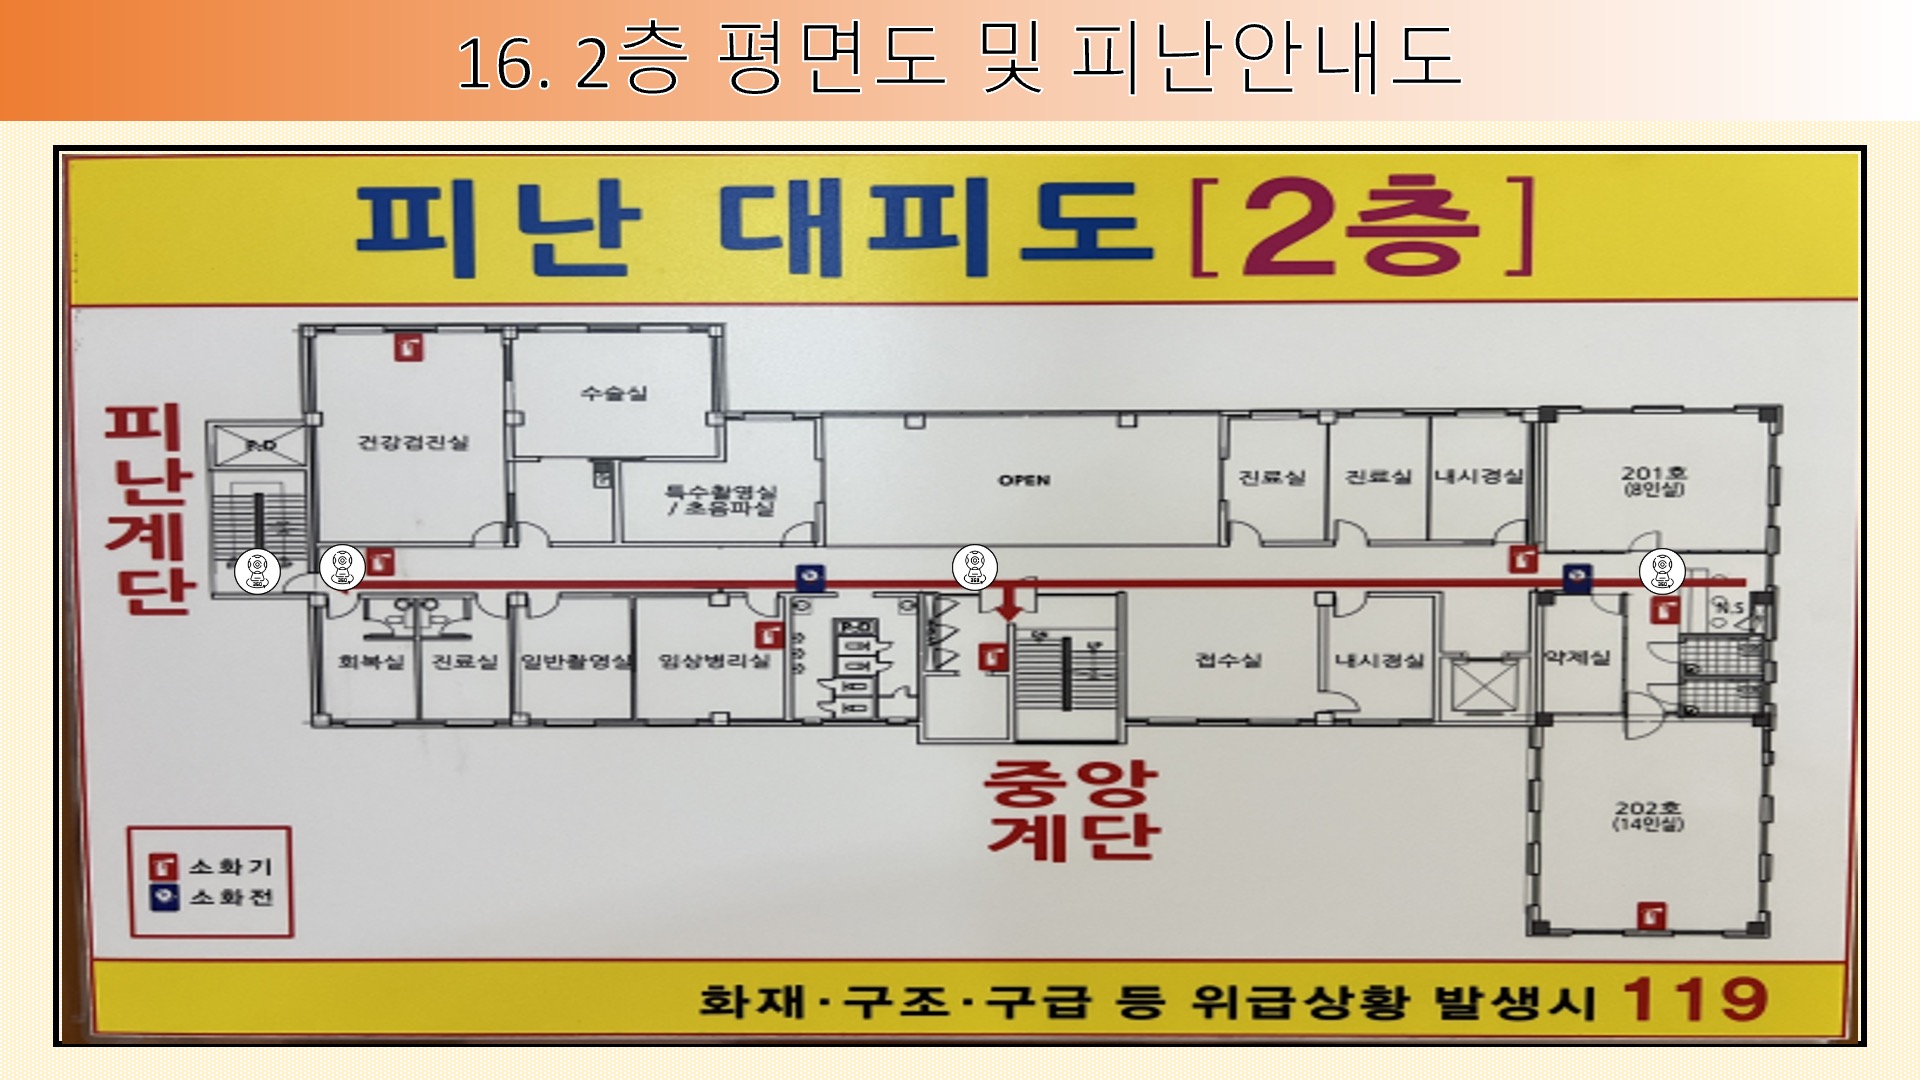 16. 2층 평면도 및 피난안내도
피난 대피도 [2층]
피난계단
P.D
건강검진실
수술실
특수촬영실
/ 초음파실
OPEN
진료실
진료실
내시경실
201호
(8인실)
회복실
진료실
일반촬영실
임상병리실
P.D
접수실
내시경실
약제실
N.S
202호
(14인실)
중앙
계단
소화기
소화전
화재·구조·구급 등 위급상황 발생시 119